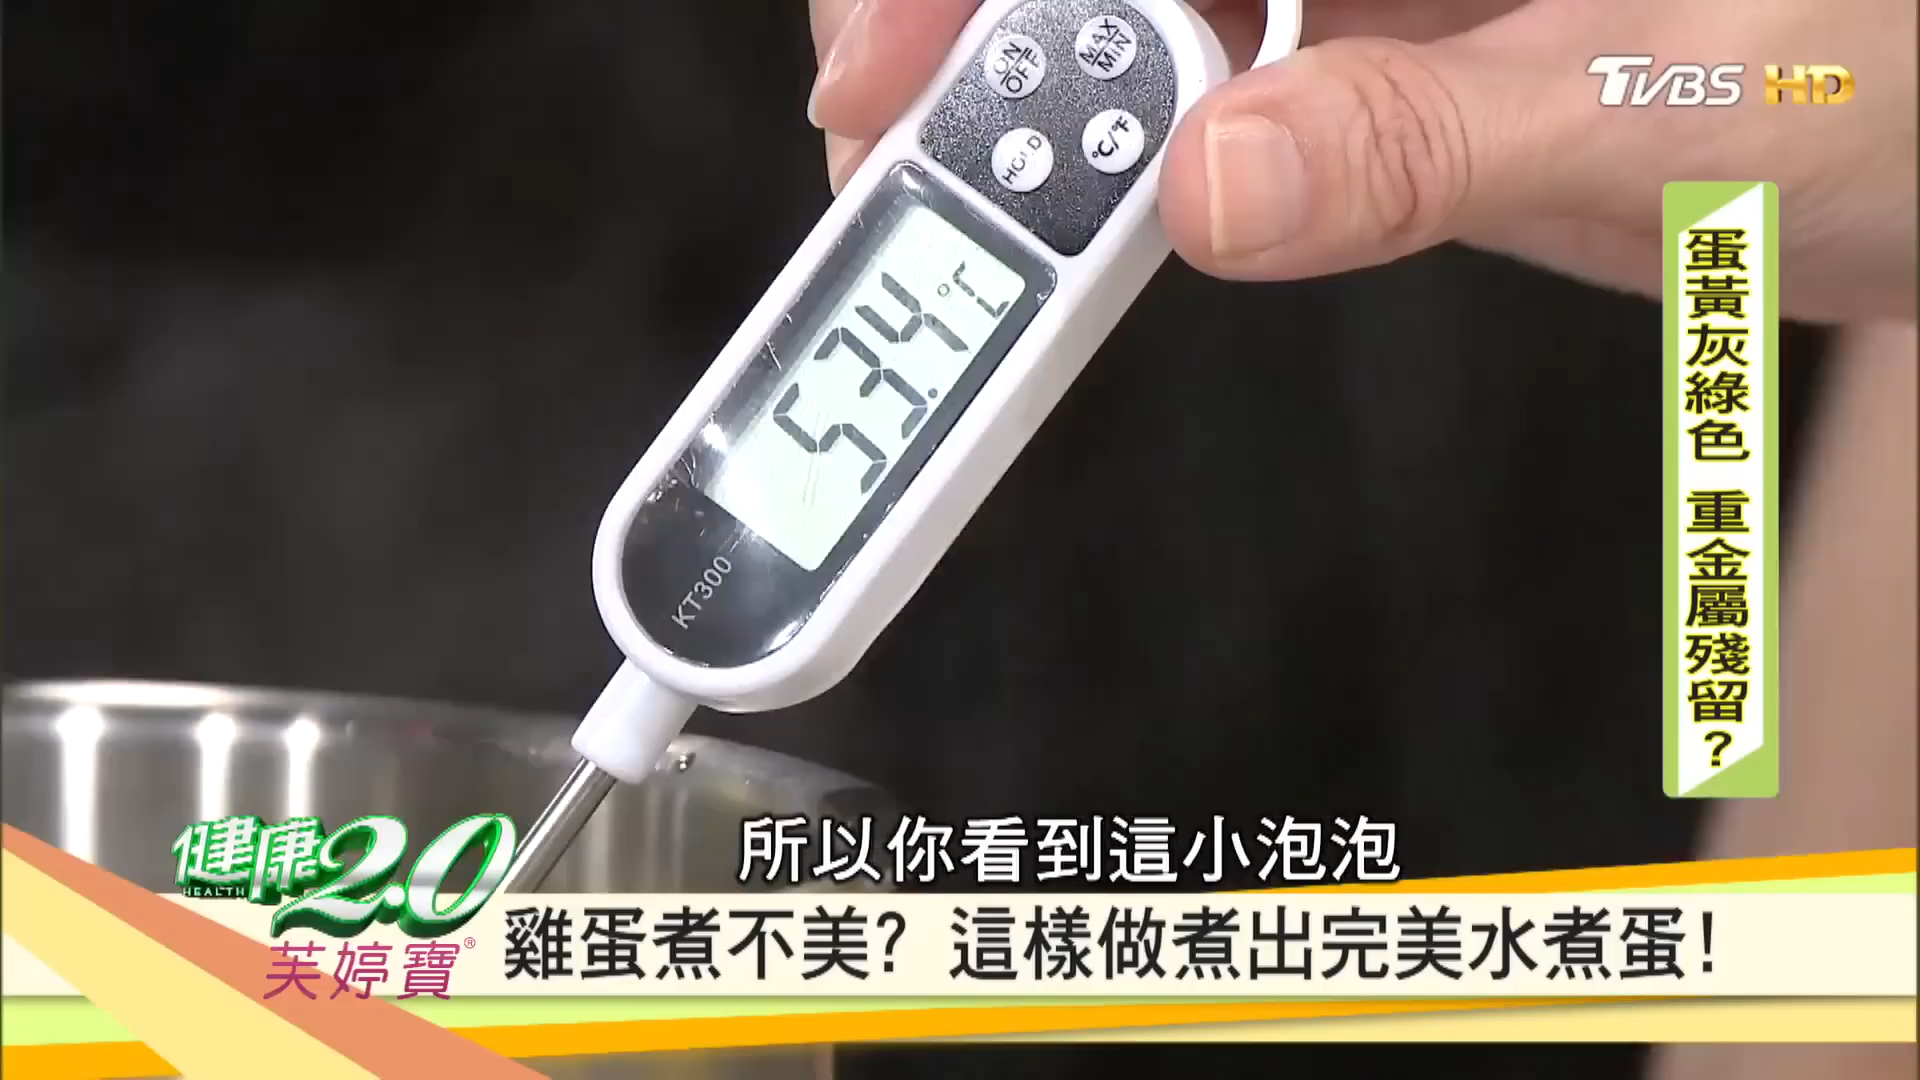 ON/OFF
MAX/MIN
HOLD
°C/°F
53.4°C
KT300
TVBS HD
蛋黃灰綠色 重金屬殘留?
所以你看到這小泡泡
健康2.0
HEALTH
芙婷寶®
雞蛋煮不美? 這樣做煮出完美水煮蛋!